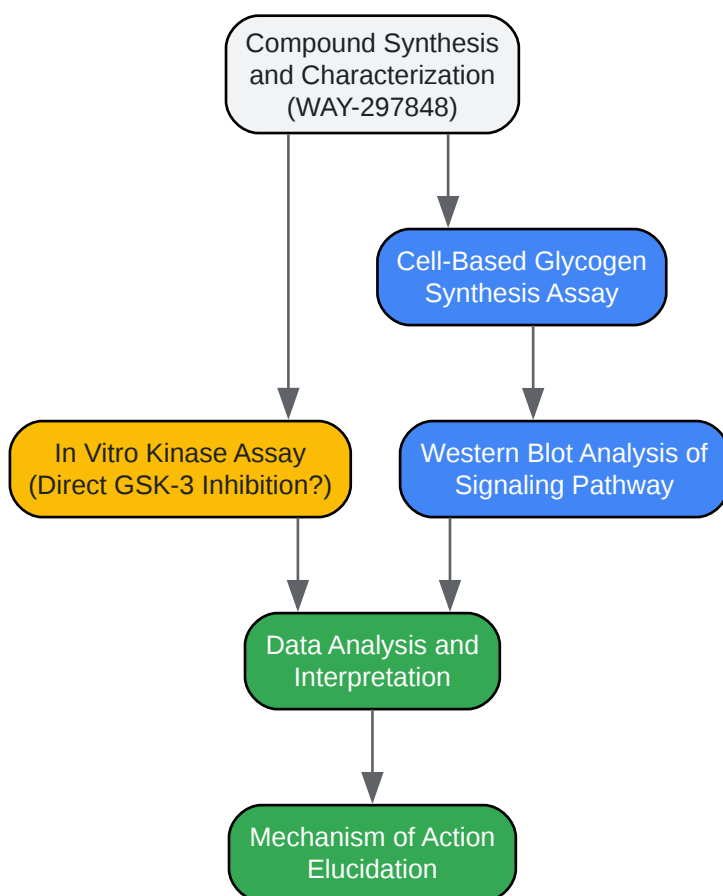 Compound Synthesis
and Characterization
(WAY-297848)
Cell-Based Glycogen
Synthesis Assay
In Vitro Kinase Assay
(Direct GSK-3 Inhibition?)
Western Blot Analysis of
Signaling Pathway
Data Analysis and
Interpretation
Mechanism of Action
Elucidation